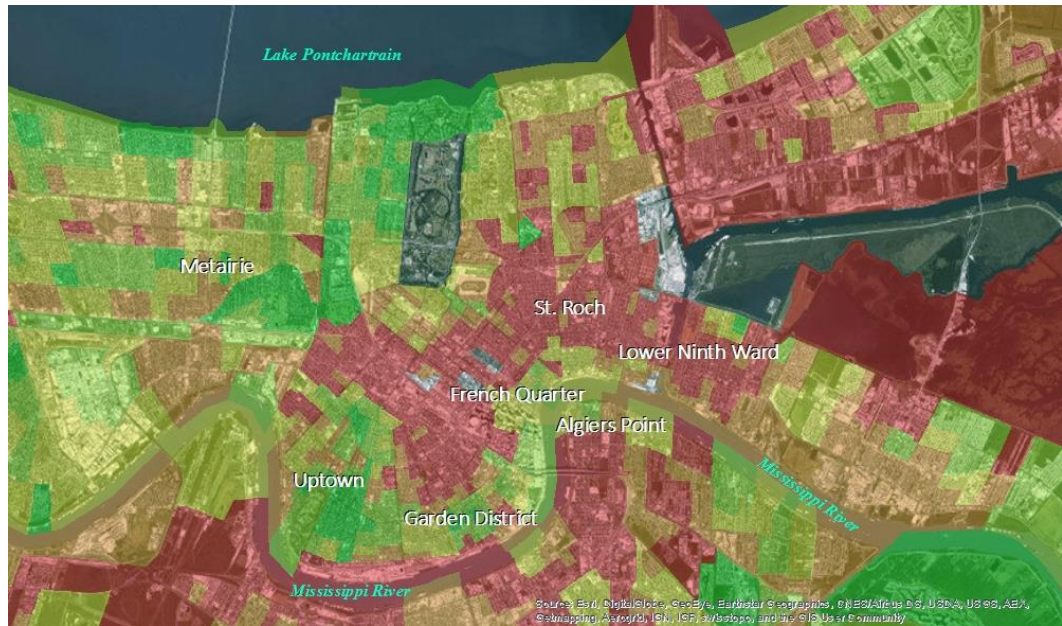 Lake Pontchartrain
Metairie
St. Roch
Lower Ninth Ward
French Quarter
Algiers Point
Uptown
Mississippi River
Garden District
Mississippi River
Source: Esri, DigitalGlobe, GeoEye, Earthstar Geographics, CNES/Airbus DS, USDA, USGS, AEX,
Getmapping, Aerogrid, IGN, IGP, swisstopo, and the GIS User Community